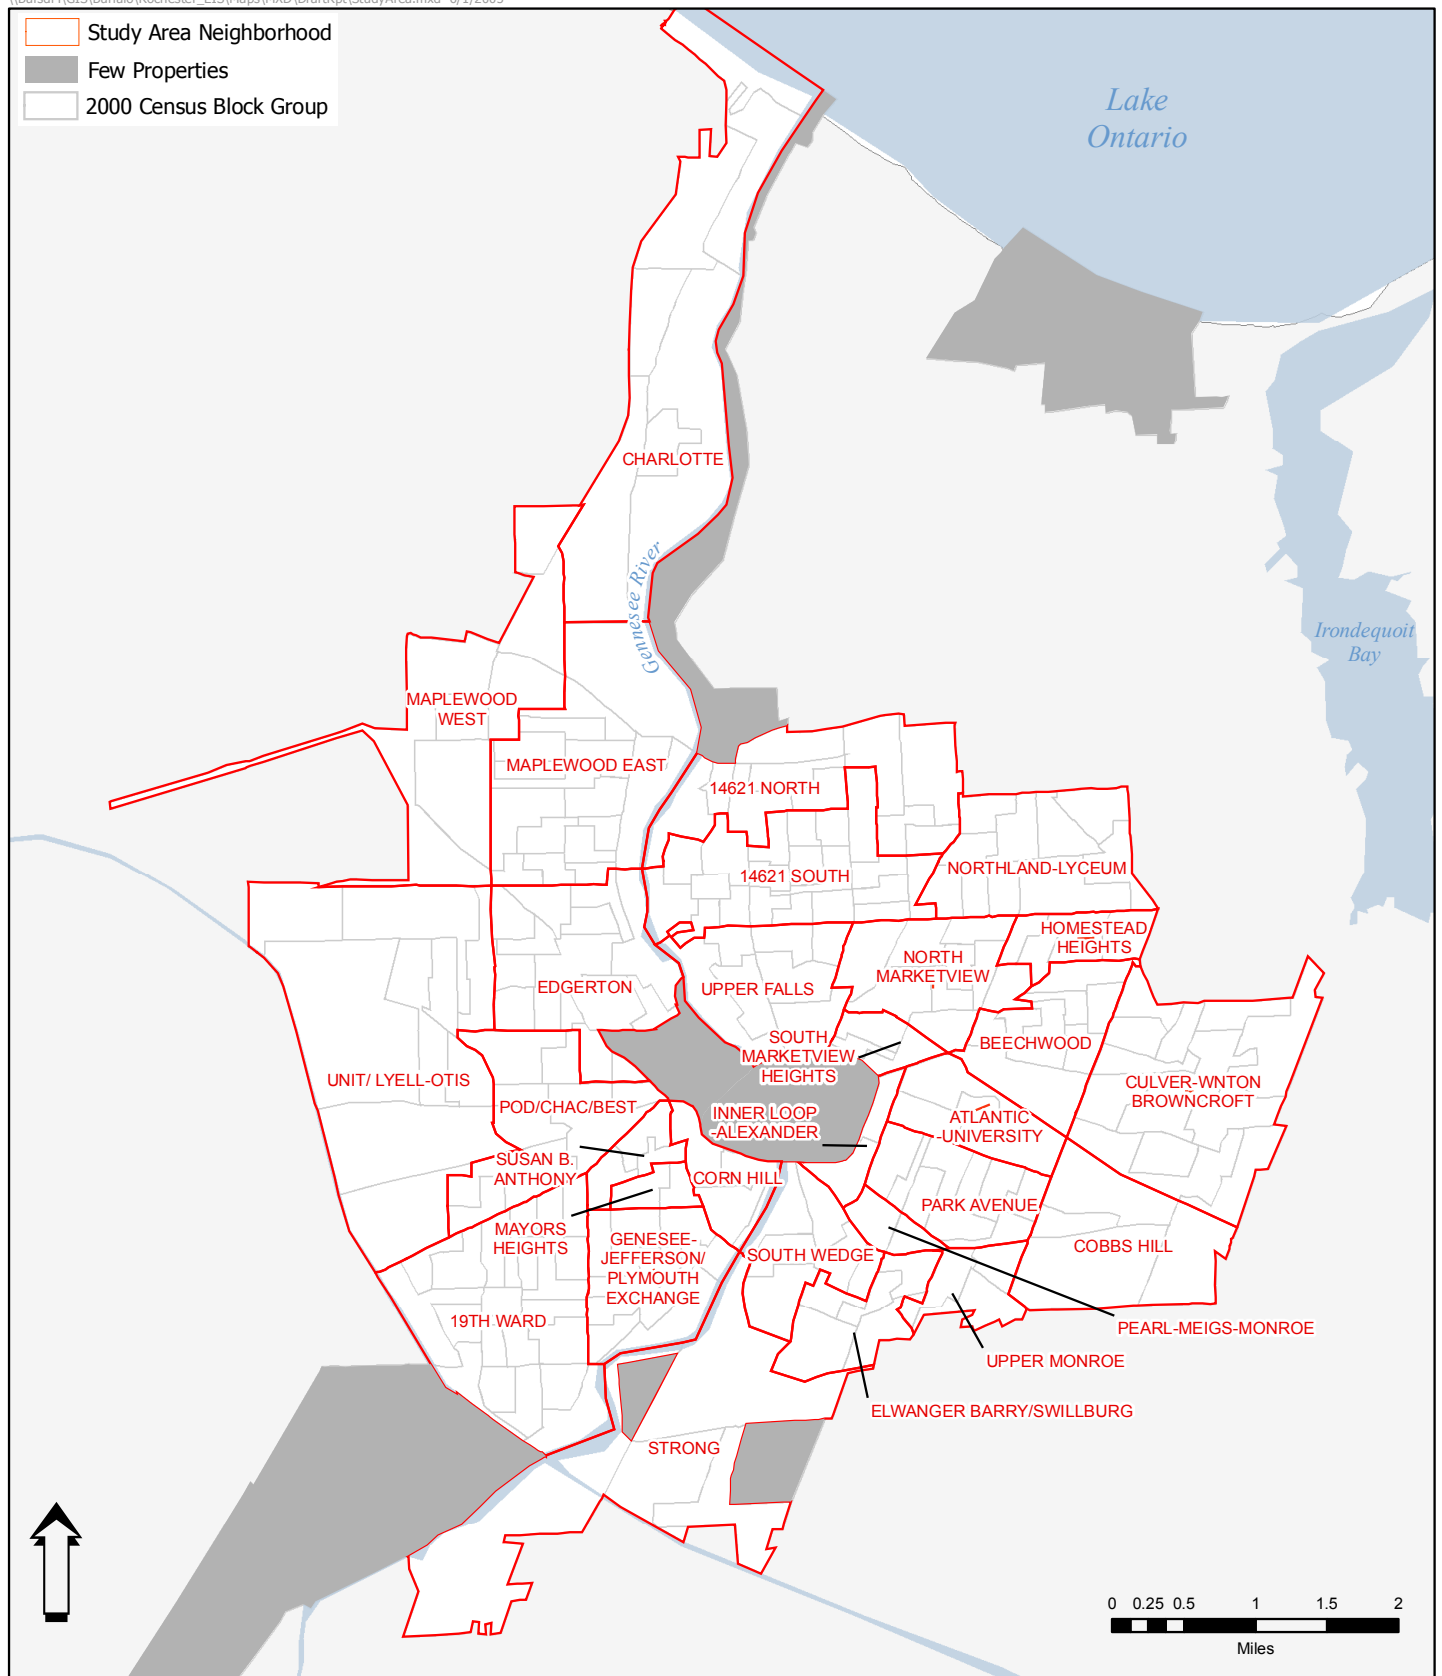 Study Area Neighborhood
Few Properties
2000 Census Block Group
Lake
Ontario
CHARLOTTE
Gennesee River
Irondequoit
Bay
MAPLEWOOD
WEST
MAPLEWOOD EAST
14621 NORTH
14621 SOUTH
NORTHLAND-LYCEUM
HOMESTEAD
HEIGHTS
NORTH
MARKETVIEW
EDGERTON
UPPER FALLS
SOUTH
MARKETVIEW
HEIGHTS
BEECHWOOD
UNIT/ LYELL-OTIS
CULVER-WNTON
BROWNCROFT
POD/CHAC/BEST
INNER LOOP
-ALEXANDER
ATLANTIC
-UNIVERSITY
SUSAN B.
ANTHONY
CORN HILL
PARK AVENUE
MAYORS
HEIGHTS
GENESEE-
JEFFERSON/
PLYMOUTH
EXCHANGE
SOUTH WEDGE
COBBS HILL
19TH WARD
PEARL-MEIGS-MONROE
UPPER MONROE
ELWANGER BARRY/SWILLBURG
STRONG
0 0.25 0.5 1 1.5 2
Miles